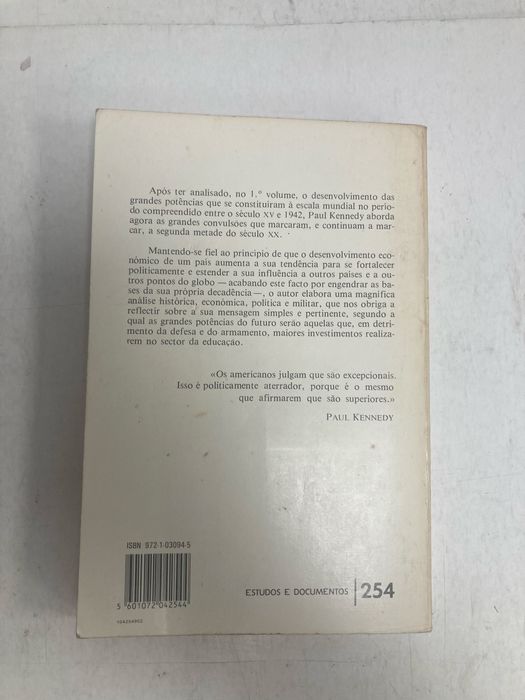 Após ter analisado, no 1.º volume, o desenvolvimento das
grandes potências que se constituíram à escala mundial no perío-
do compreendido entre o século XV e 1942, Paul Kennedy aborda
agora as grandes convulsões que marcaram, e continuam a mar-
car, a segunda metade do século XX.
Mantendo-se fiel ao princípio de que o desenvolvimento eco-
nómico de um país aumenta a sua tendência para se fortalecer
politicamente e estender a sua influência a outros países e a ou-
tros pontos do globo — acabando este facto por engendrar as ba-
ses da sua própria decadência —, o autor elabora uma magnífica
análise histórica, económica, política e militar, que nos obriga a
reflectir sobre a sua mensagem simples e pertinente, segundo a
qual as grandes potências do futuro serão aquelas que, em detri-
mento da defesa e do armamento, maiores investimentos realiza-
rem no sector da educação.
«Os americanos julgam que são excepcionais.
Isso é politicamente aterrador, porque é o mesmo
que afirmarem que são superiores.»
PAUL KENNEDY
ISBN 972-1-03094-5
5 601072 042544
104254902
ESTUDOS E DOCUMENTOS 254